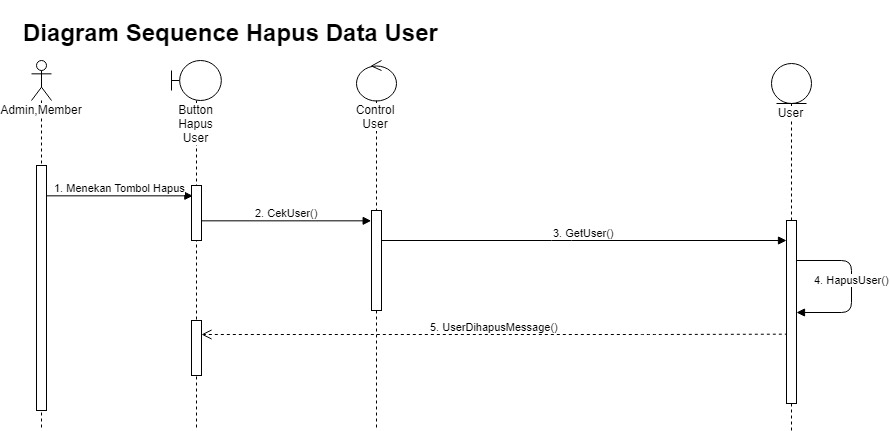 Diagram Sequence Hapus Data User
Admin,Member
Button
Hapus
User
Control
User
User
1. Menekan Tombol Hapus
2. CekUser()
3. GetUser()
4. HapusUser()
5. UserDihapusMessage()